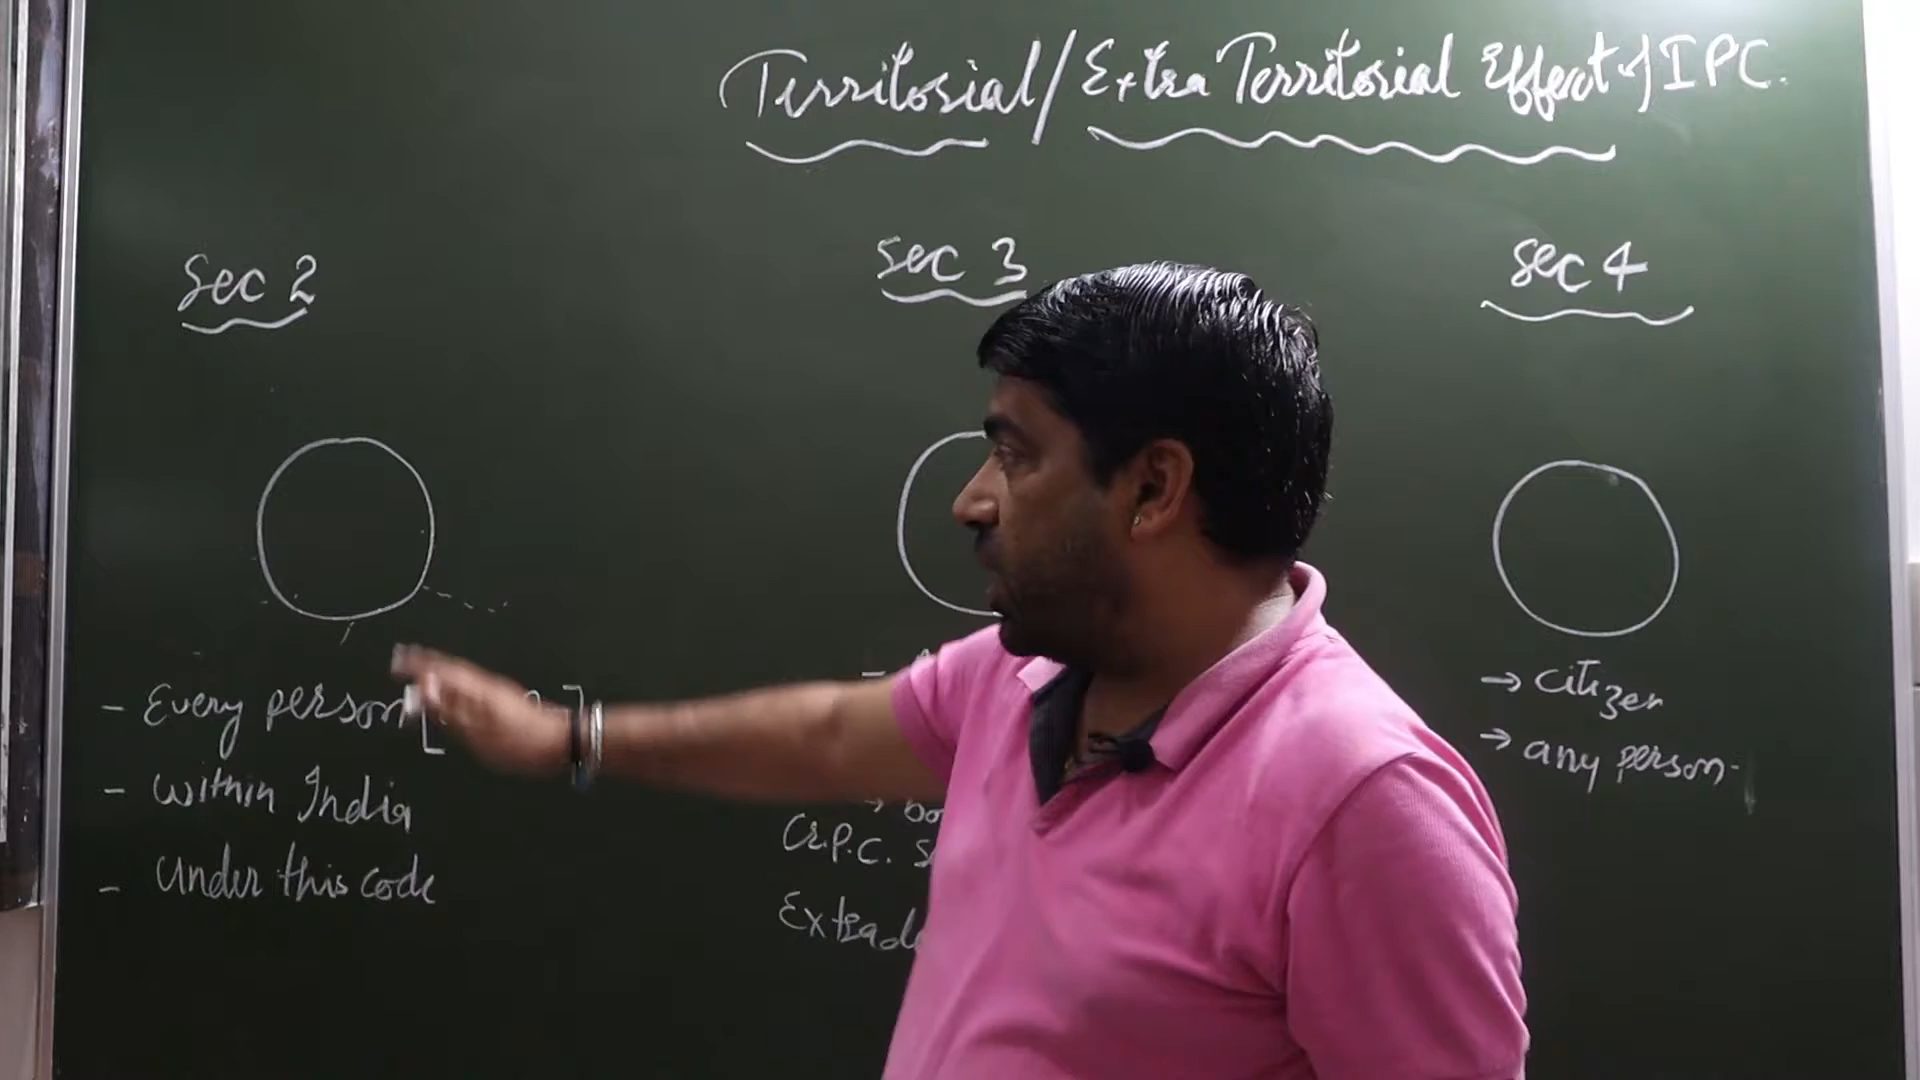 Territorial/Extra Territorial Effect of IPC.
Sec 2
Sec 3
Sec 4
- Every person [ ]
- within India
- Under this code
Cr.P.C.
→ citizen
→ any person